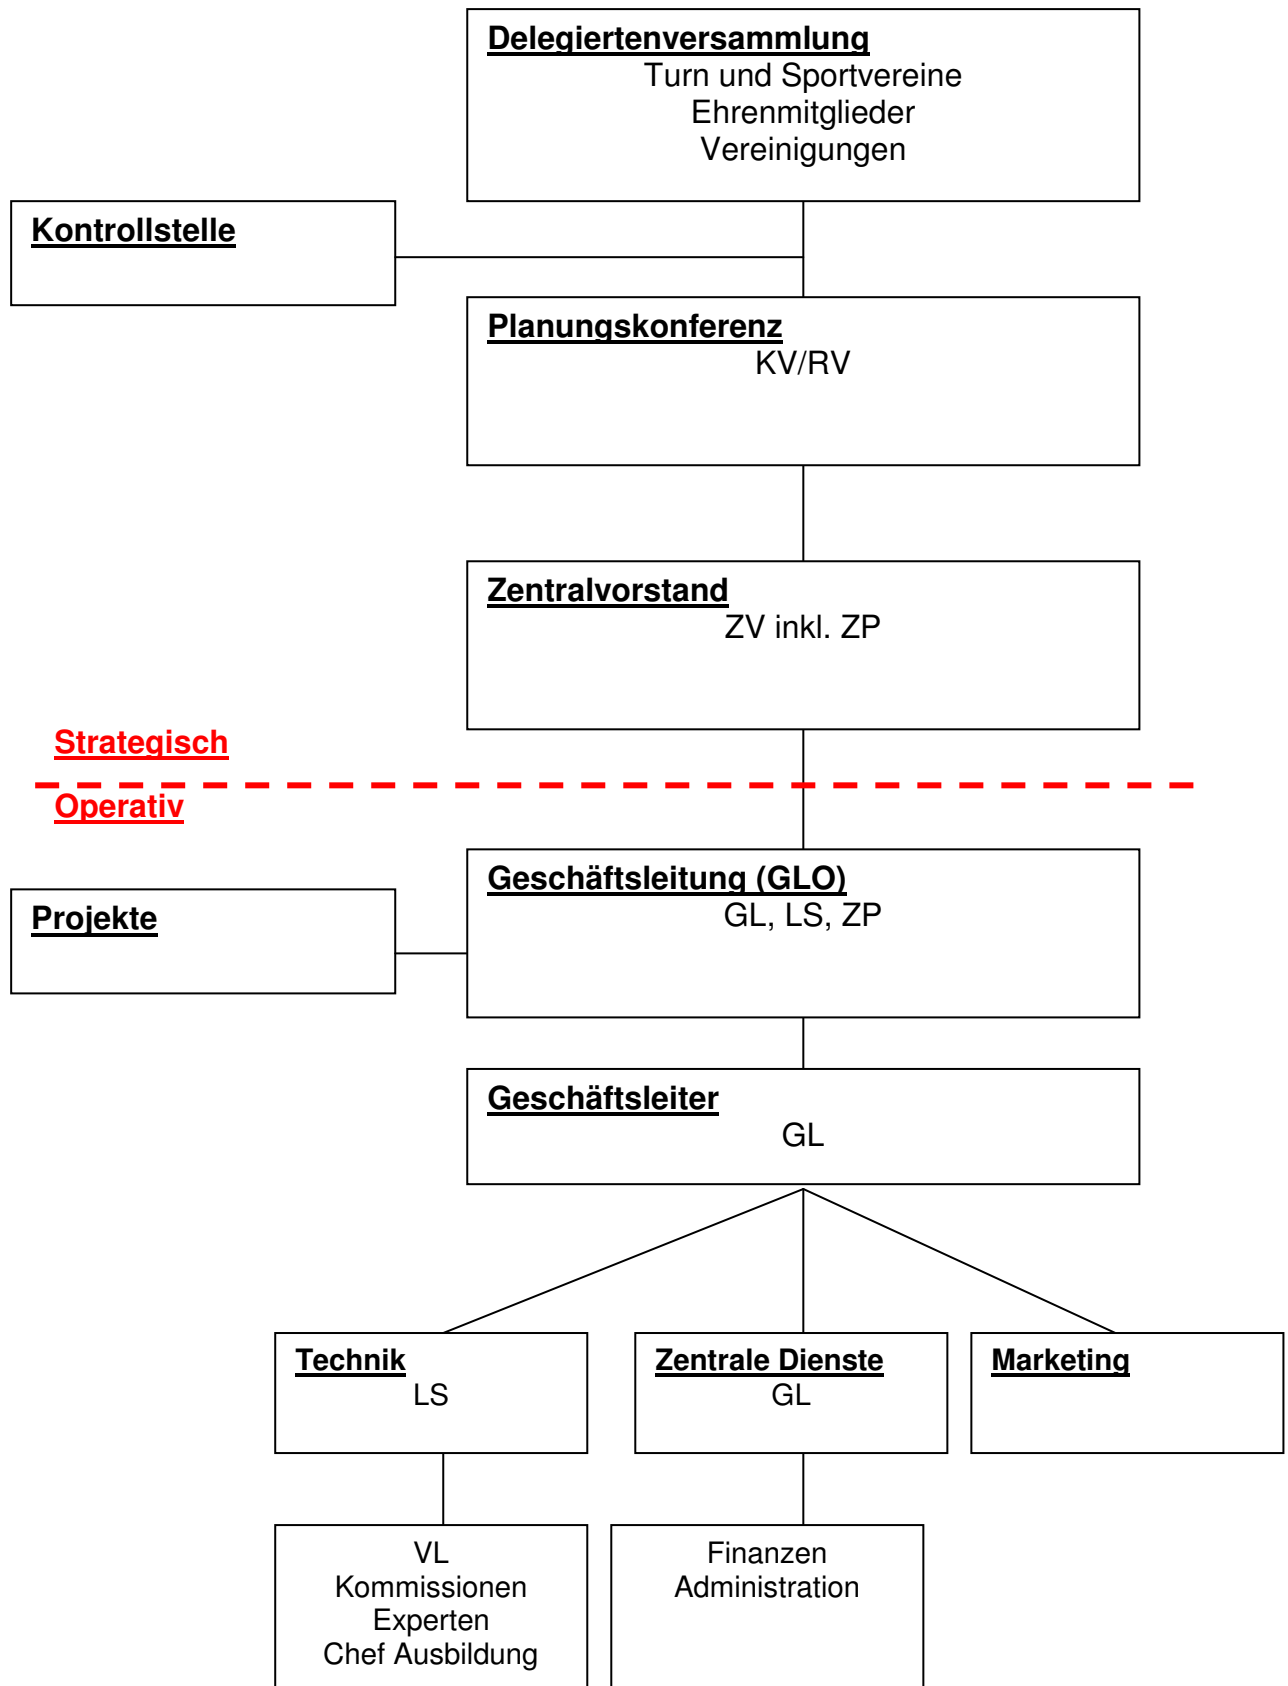 Delegiertenversammlung
Turn und Sportvereine
Ehrenmitglieder
Vereinigungen
Kontrollstelle
Planungskonferenz
KV/RV
Zentralvorstand
ZV inkl. ZP
Strategisch
Operativ
Geschäftsleitung (GLO)
GL, LS, ZP
Projekte
Geschäftsleiter
GL
Technik
LS
Zentrale Dienste
GL
Marketing
VL
Kommissionen
Experten
Chef Ausbildung
Finanzen
Administration